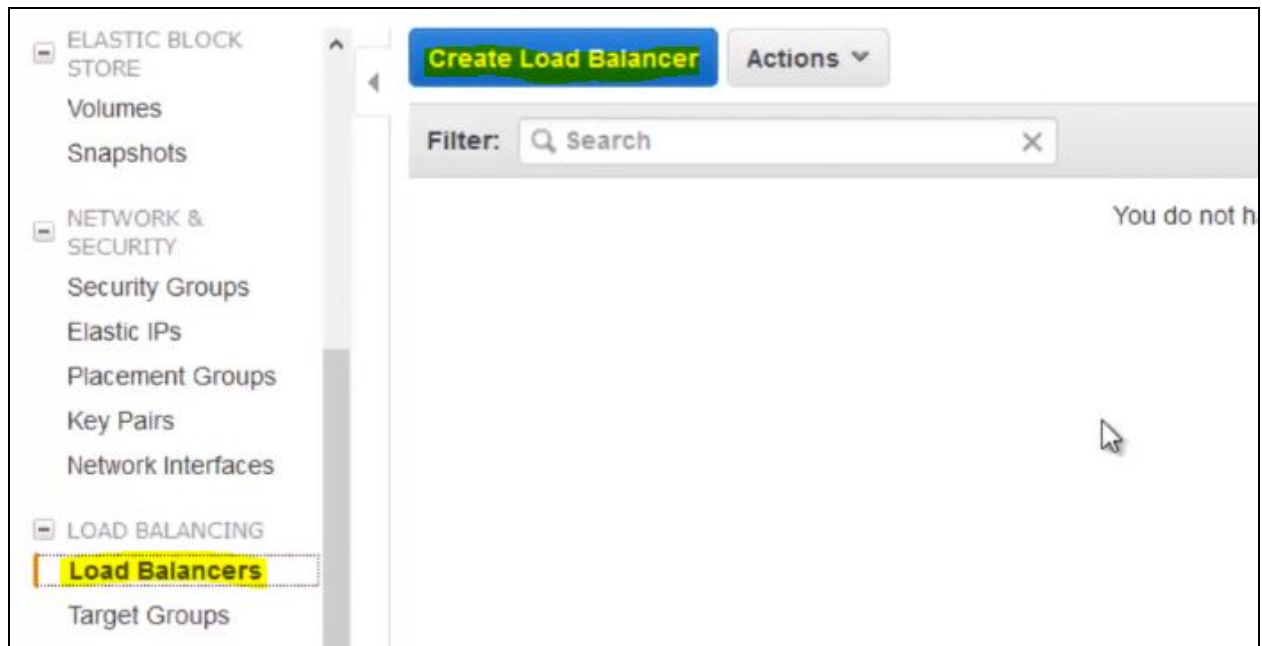 ELASTIC BLOCK
STORE
Volumes
Snapshots
NETWORK &
SECURITY
Security Groups
Elastic IPs
Placement Groups
Key Pairs
Network Interfaces
LOAD BALANCING
Load Balancers
Target Groups
Create Load Balancer Actions
Filter: Search
You do not h